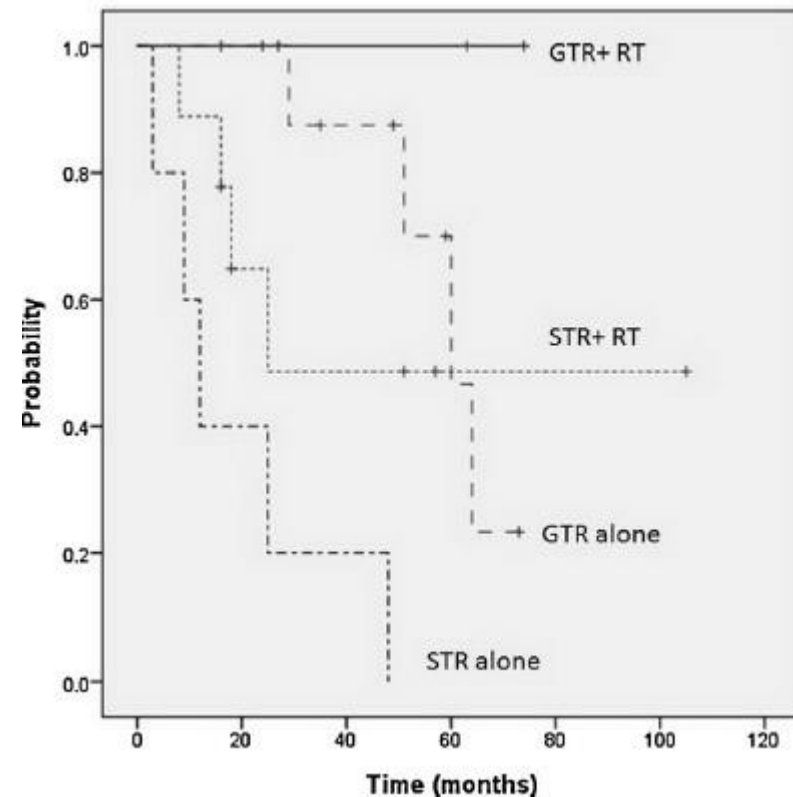 Probability
1.0
0.8
0.6
0.4
0.2
0.0
GTR+ RT
STR+ RT
GTR alone
STR alone
0 20 40 60 80 100 120
Time (months)